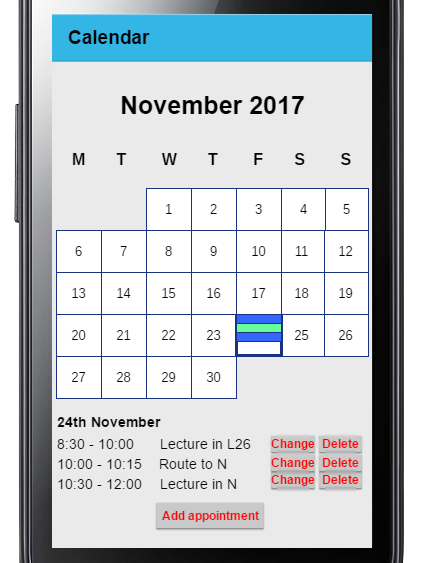 Calendar
November 2017
M T W T F S S
1 2 3 4 5
6 7 8 9 10 11 12
13 14 15 16 17 18 19
20 21 22 23 25 26
27 28 29 30
24th November
8:30 - 10:00 Lecture in L26 Change Delete
10:00 - 10:15 Route to N Change Delete
10:30 - 12:00 Lecture in N Change Delete
Add appointment